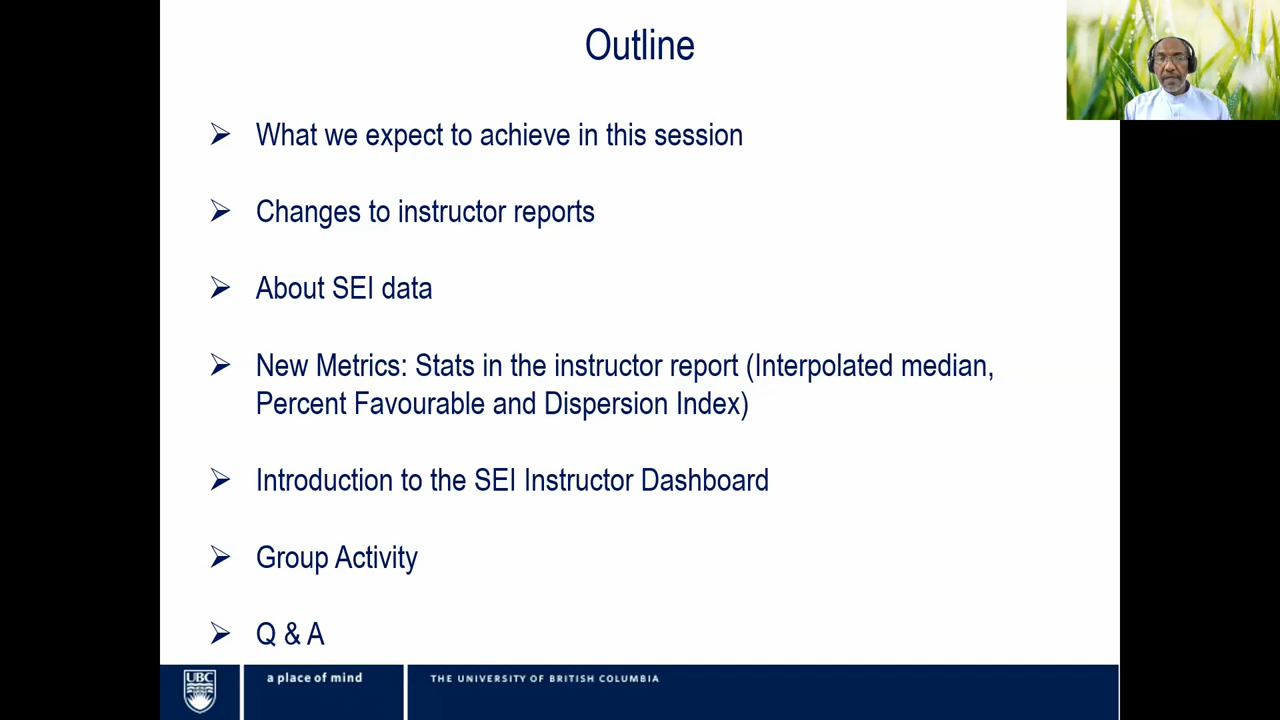 Outline
What we expect to achieve in this session
Changes to instructor reports
About SEI data
New Metrics: Stats in the instructor report (Interpolated median,
Percent Favourable and Dispersion Index)
Introduction to the SEI Instructor Dashboard
Group Activity
Q & A
UBC
a place of mind
THE UNIVERSITY OF BRITISH COLUMBIA